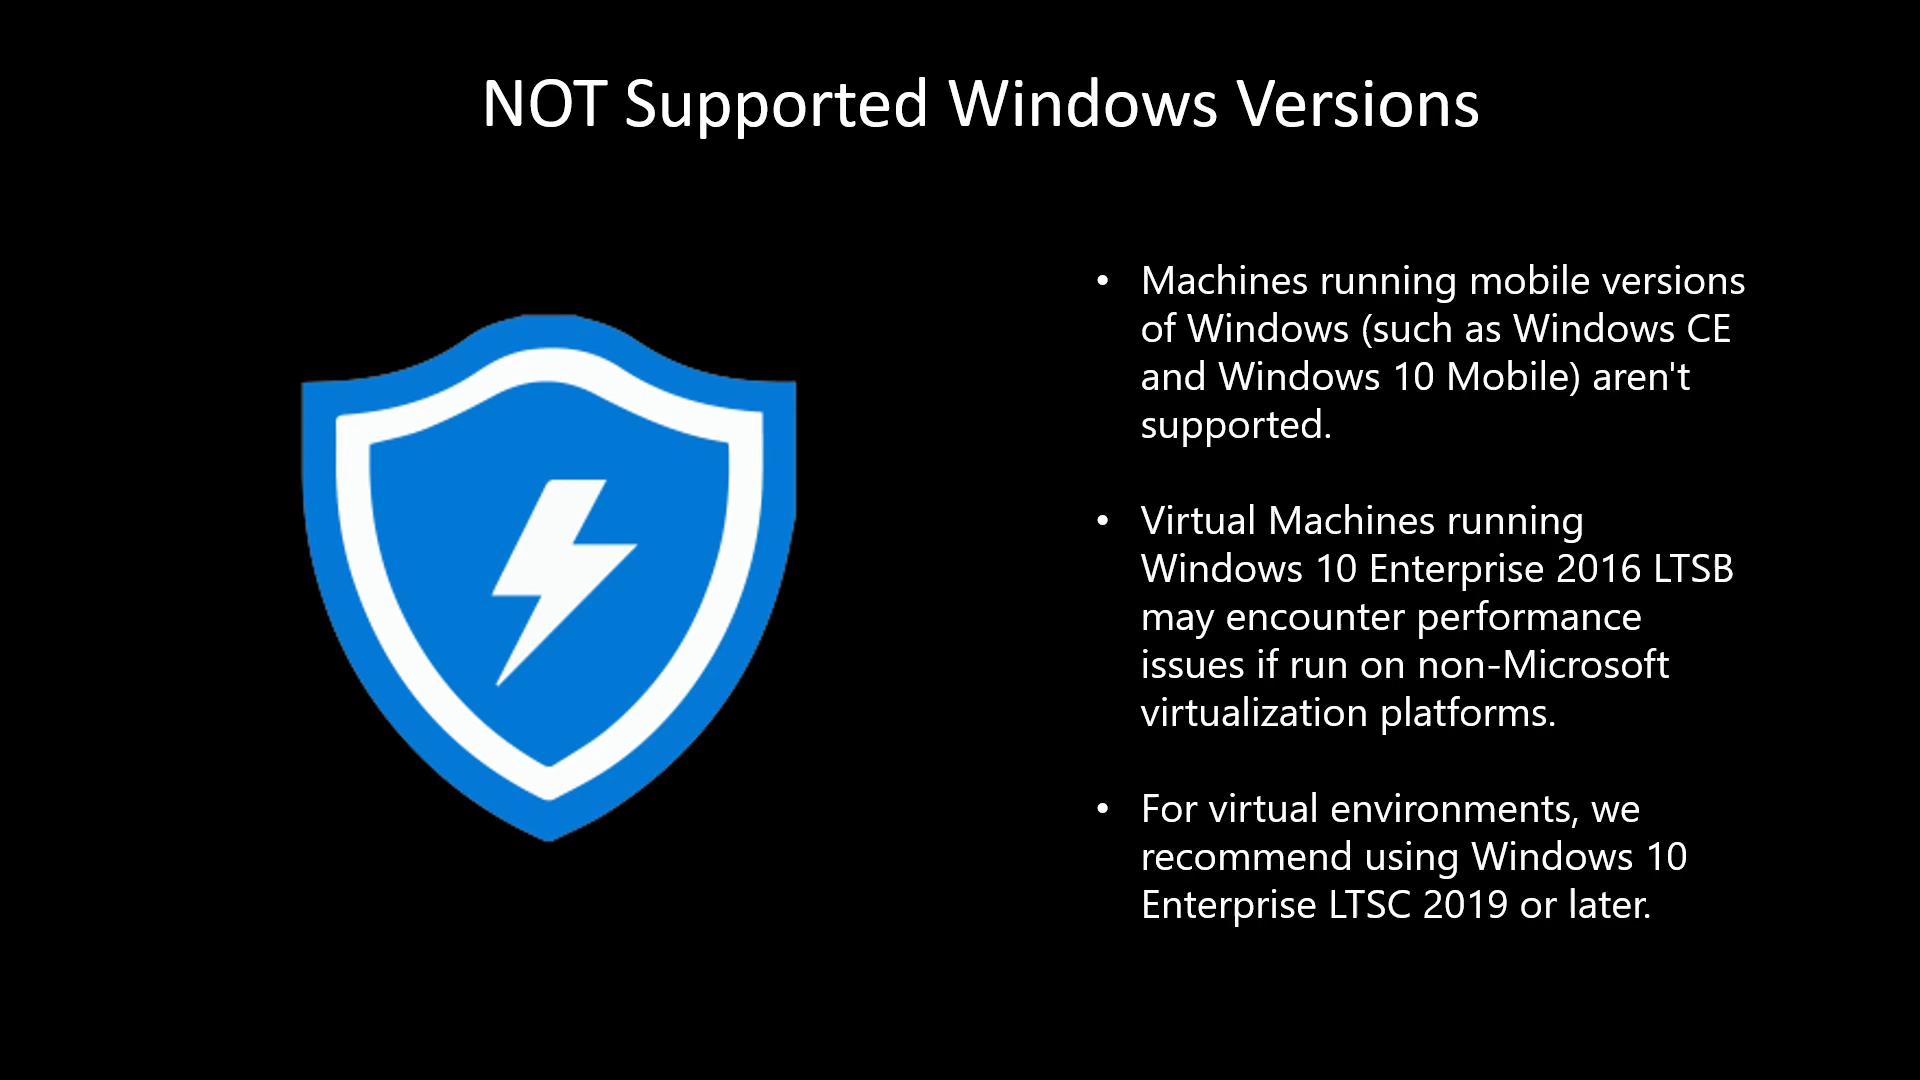 NOT Supported Windows Versions
• Machines running mobile versions
of Windows (such as Windows CE
and Windows 10 Mobile) aren't
supported.
• Virtual Machines running
Windows 10 Enterprise 2016 LTSB
may encounter performance
issues if run on non-Microsoft
virtualization platforms.
• For virtual environments, we
recommend using Windows 10
Enterprise LTSC 2019 or later.